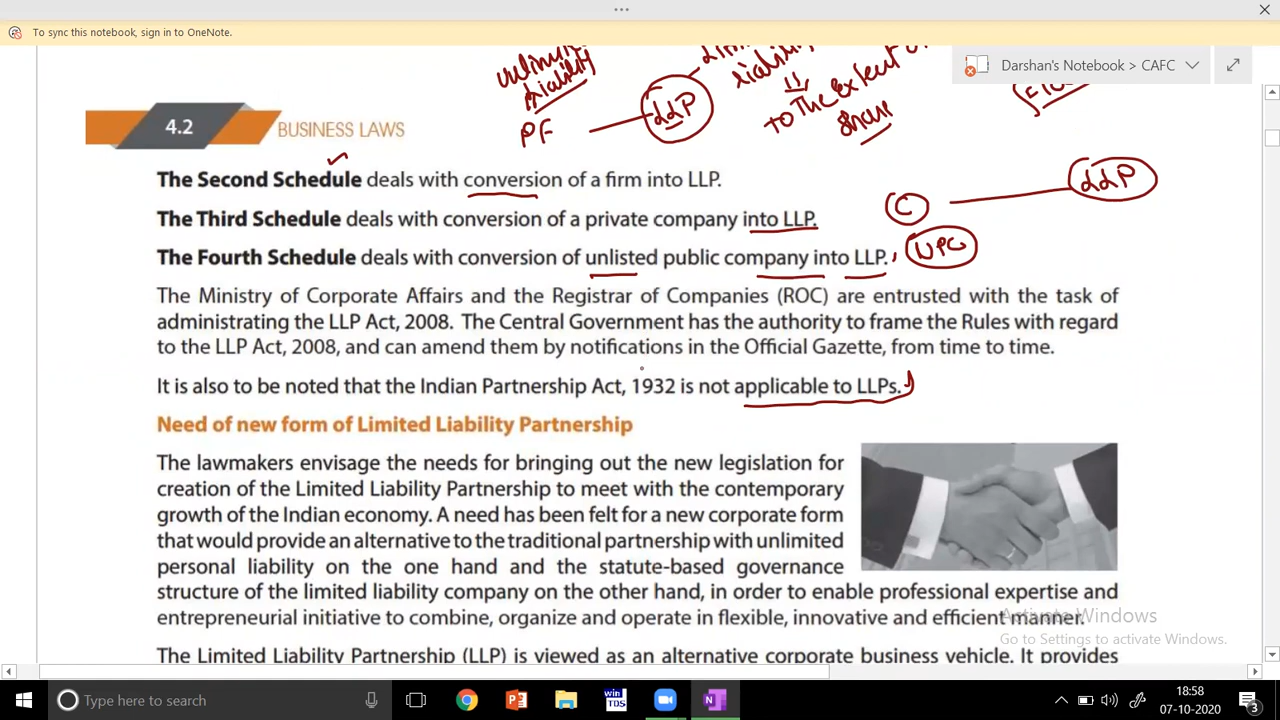 To sync this notebook, sign in to OneNote.
Darshan's Notebook > CAFC
unlimited
liability
liability
to The extent of
share
LLP
PF
4.2
BUSINESS LAWS
The Second Schedule deals with conversion of a firm into LLP.
LLP
The Third Schedule deals with conversion of a private company into LLP.
C
The Fourth Schedule deals with conversion of unlisted public company into LLP.
UPC
The Ministry of Corporate Affairs and the Registrar of Companies (ROC) are entrusted with the task of
administrating the LLP Act, 2008. The Central Government has the authority to frame the Rules with regard
to the LLP Act, 2008, and can amend them by notifications in the Official Gazette, from time to time.
It is also to be noted that the Indian Partnership Act, 1932 is not applicable to LLPs.
Need of new form of Limited Liability Partnership
The lawmakers envisage the needs for bringing out the new legislation for
creation of the Limited Liability Partnership to meet with the contemporary
growth of the Indian economy. A need has been felt for a new corporate form
that would provide an alternative to the traditional partnership with unlimited
personal liability on the one hand and the statute-based governance
structure of the limited liability company on the other hand, in order to enable professional expertise and
entrepreneurial initiative to combine, organize and operate in flexible, innovative and efficient manner.
The Limited Liability Partnership (LLP) is viewed as an alternative corporate business vehicle. It provides
Activate Windows
Go to Settings to activate Windows.
Type here to search
win
TDS
18:58
07-10-2020
3